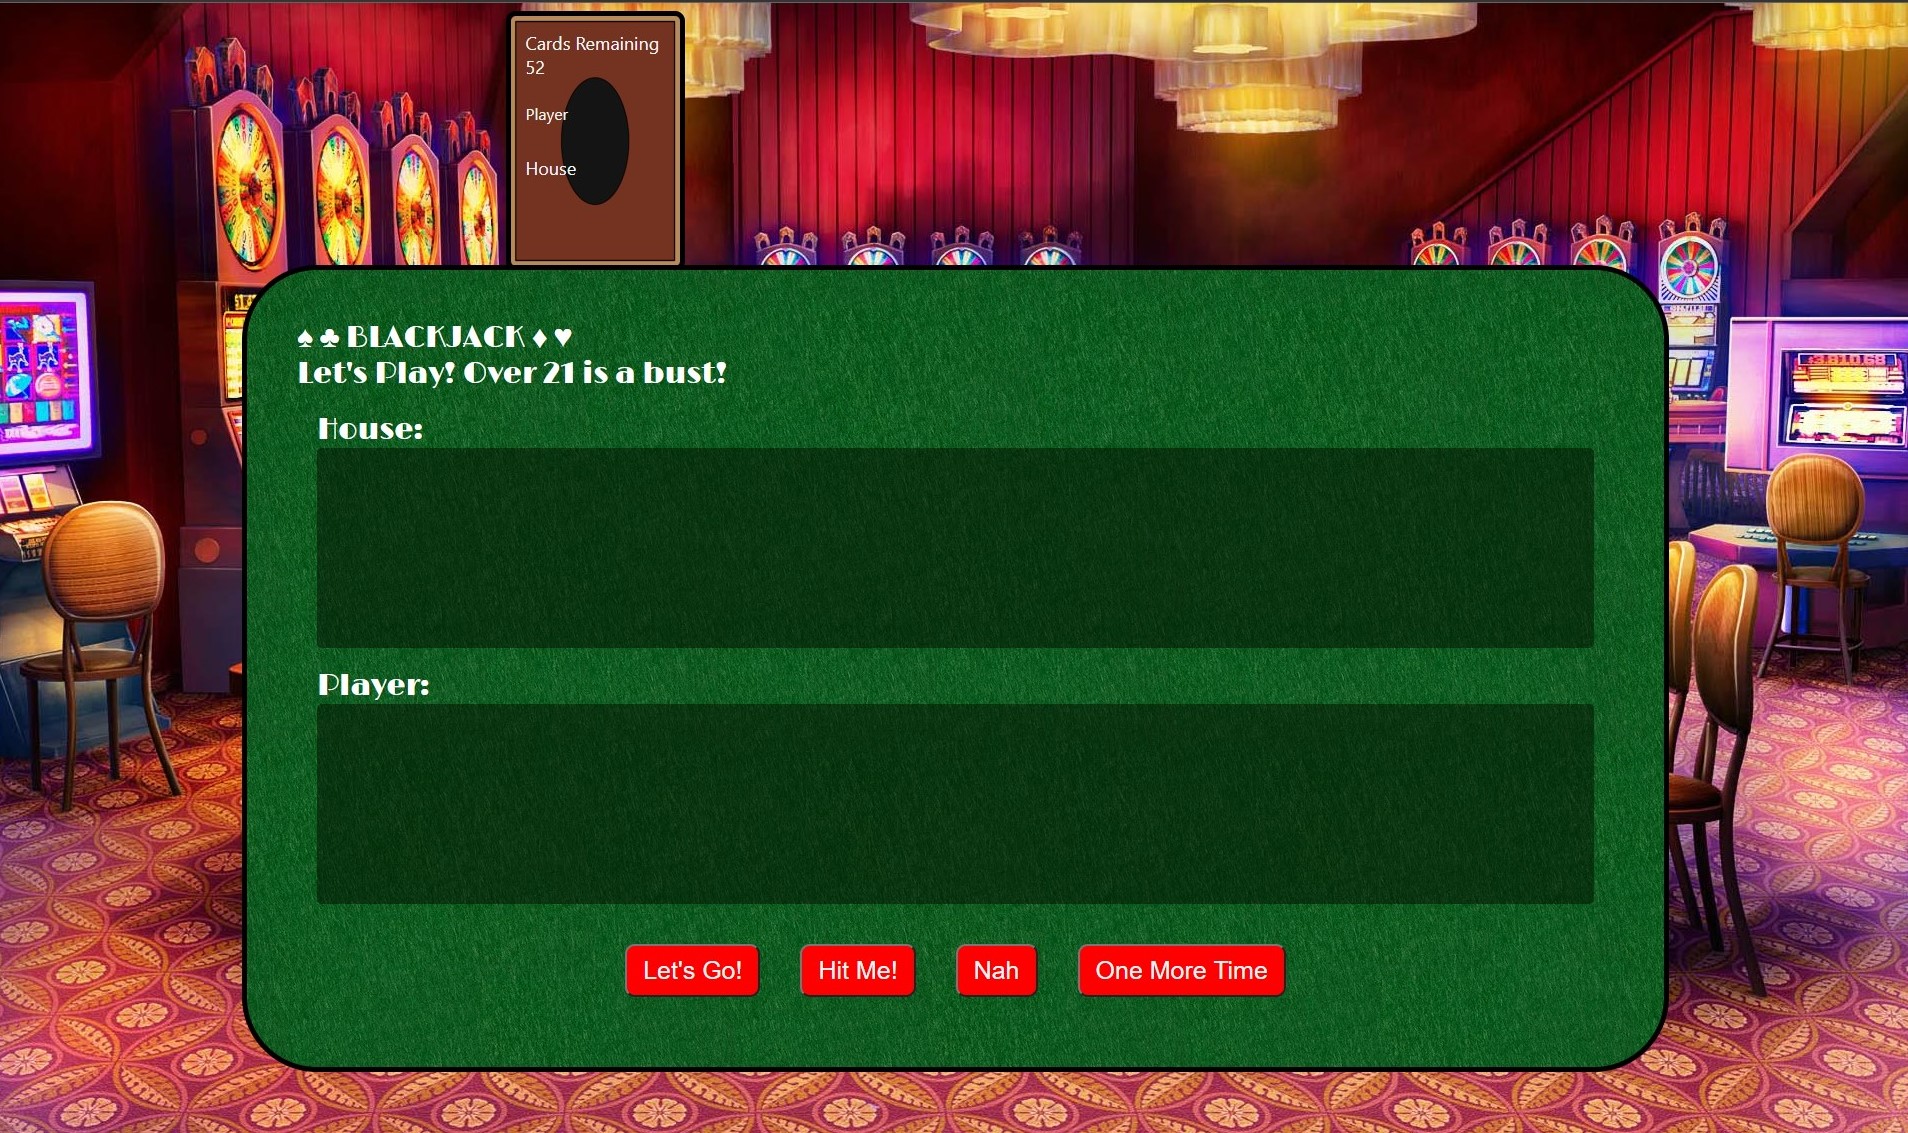 Cards Remaining
52
Player
House
♠ ♣ BLACKJACK ♦ ♥
Let's Play! Over 21 is a bust!
House:
Player:
Let's Go!
Hit Me!
Nah
One More Time